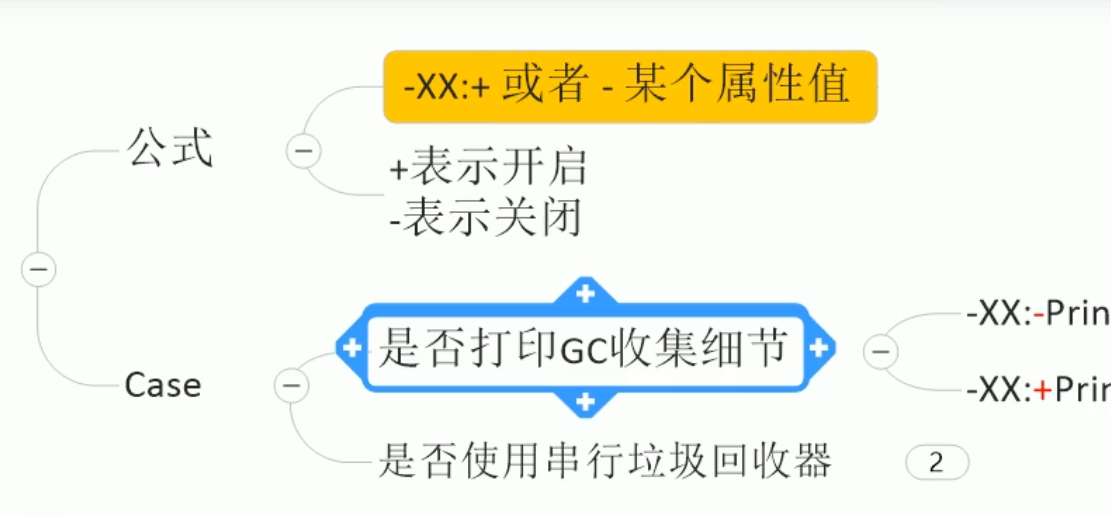 公式
-XX:+ 或者 - 某个属性值
+表示开启
-表示关闭
Case
是否打印GC收集细节
-XX:-Prin
-XX:+Prin
是否使用串行垃圾回收器
2